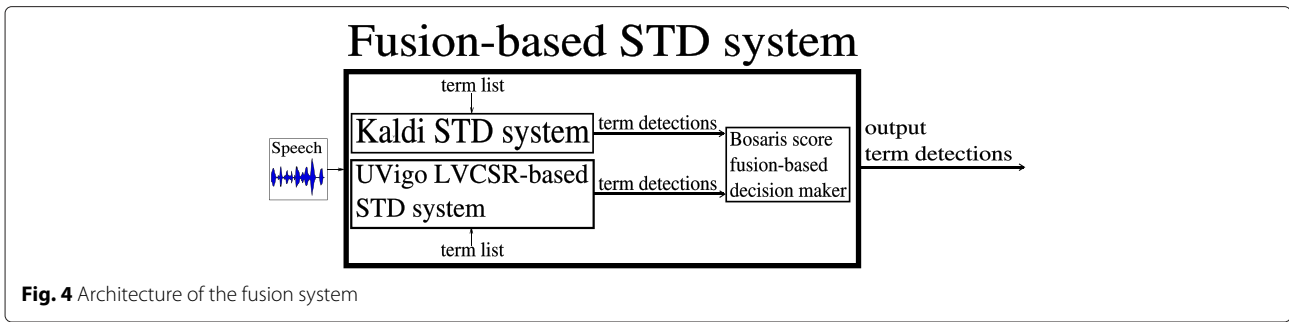 Fusion-based STD system
term list
Kaldi STD system
term detections
Speech
UVigo LVCSR-based
STD system
term detections
term list
Bosaris score
fusion-based
decision maker
output
term detections
Fig. 4 Architecture of the fusion system